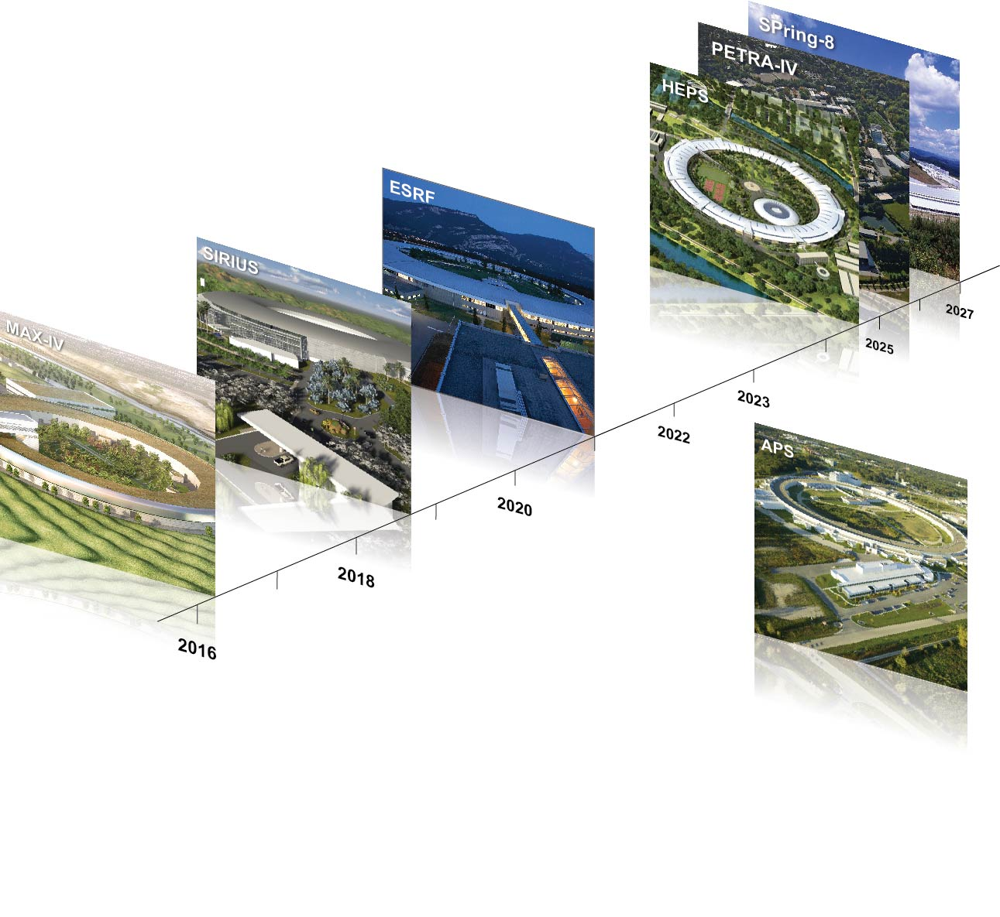 SPring-8
PETRA-IV
HEPS
ESRF
SIRIUS
MAX-IV
APS
2016
2018
2020
2022
2023
2025
2027